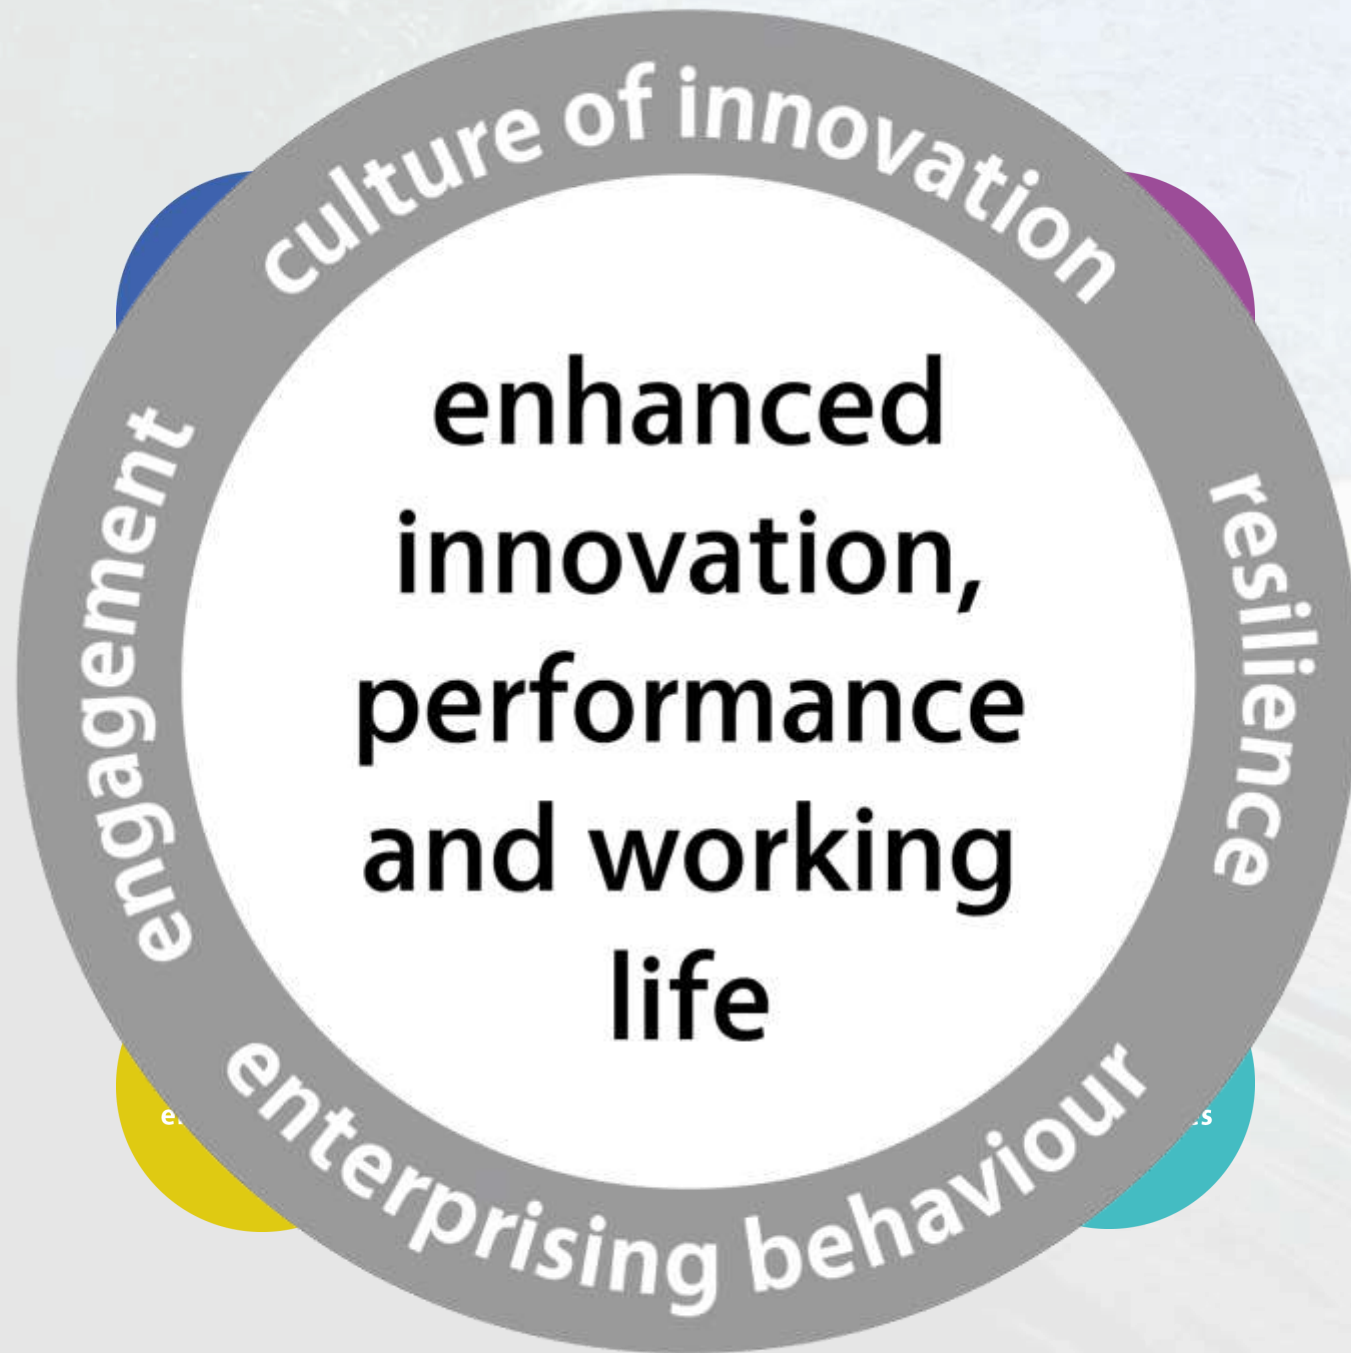 culture of innovation
enhanced
innovation,
performance
and working
life
engagement
resilience
enterprising behaviour